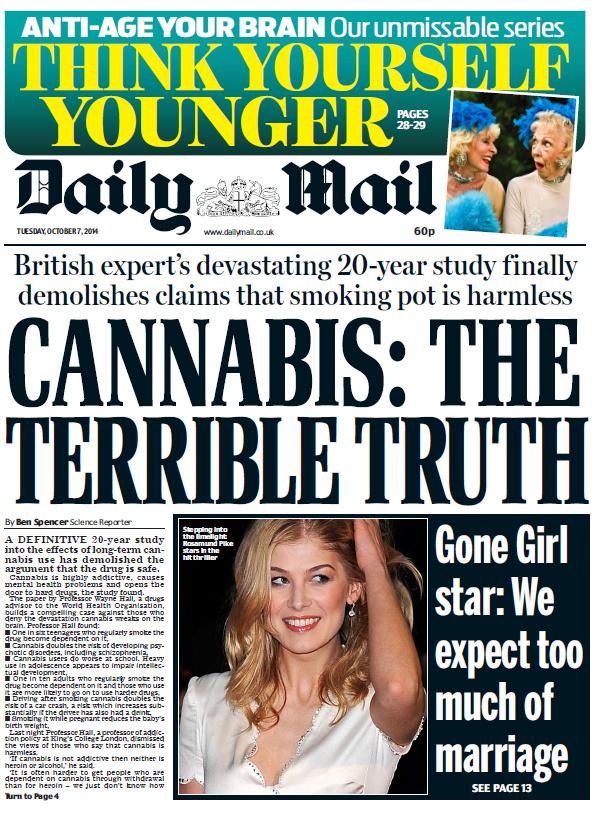 ANTI-AGE YOUR BRAIN Our unmissable series
THINK YOURSELF
YOUNGER
PAGES
28-29
Daily Mail
TUESDAY, OCTOBER 7, 2014
www.dailymail.co.uk
60p
British expert's devastating 20-year study finally
demolishes claims that smoking pot is harmless
CANNABIS: THE
TERRIBLE TRUTH
By Ben Spencer Science Reporter
A DEFINITIVE 20-year study
into the effects of long-term can-
nabis use has demolished the
argument that the drug is safe.
Cannabis is highly addictive, causes
mental health problems and opens the
door to hard drugs, the study found.
The paper by Professor Wayne Hall, a drugs
advisor to the World Health Organisation,
builds a compelling case against those who
deny the devastation cannabis wreaks on the
brain. Professor Hall found:
■ One in six teenagers who regularly smoke the
drug become dependent on it,
■ Cannabis doubles the risk of developing psy-
chotic disorders, including schizophrenia,
■ Cannabis users do worse at school. Heavy
use in adolescence appears to impair intellec-
tual development,
■ One in ten adults who regularly smoke the
drug become dependent on it and those who use
it are more likely to go on to use harder drugs,
■ Driving after smoking cannabis doubles the
risk of a car crash, a risk which increases sub-
stantially if the driver has also had a drink,
■ Smoking it while pregnant reduces the baby's
birth weight.
Last night Professor Hall, a professor of addic-
tion policy at King's College London, dismissed
the views of those who say that cannabis is
harmless.
'If cannabis is not addictive then neither is
heroin or alcohol,' he said.
'It is often harder to get people who are
dependent on cannabis through withdrawal
than for heroin – we just don't know how
Turn to Page 4
Stepping into
the limelight:
Rosamund Pike
stars in the
hit thriller
Gone Girl
star: We
expect too
much of
marriage
SEE PAGE 13